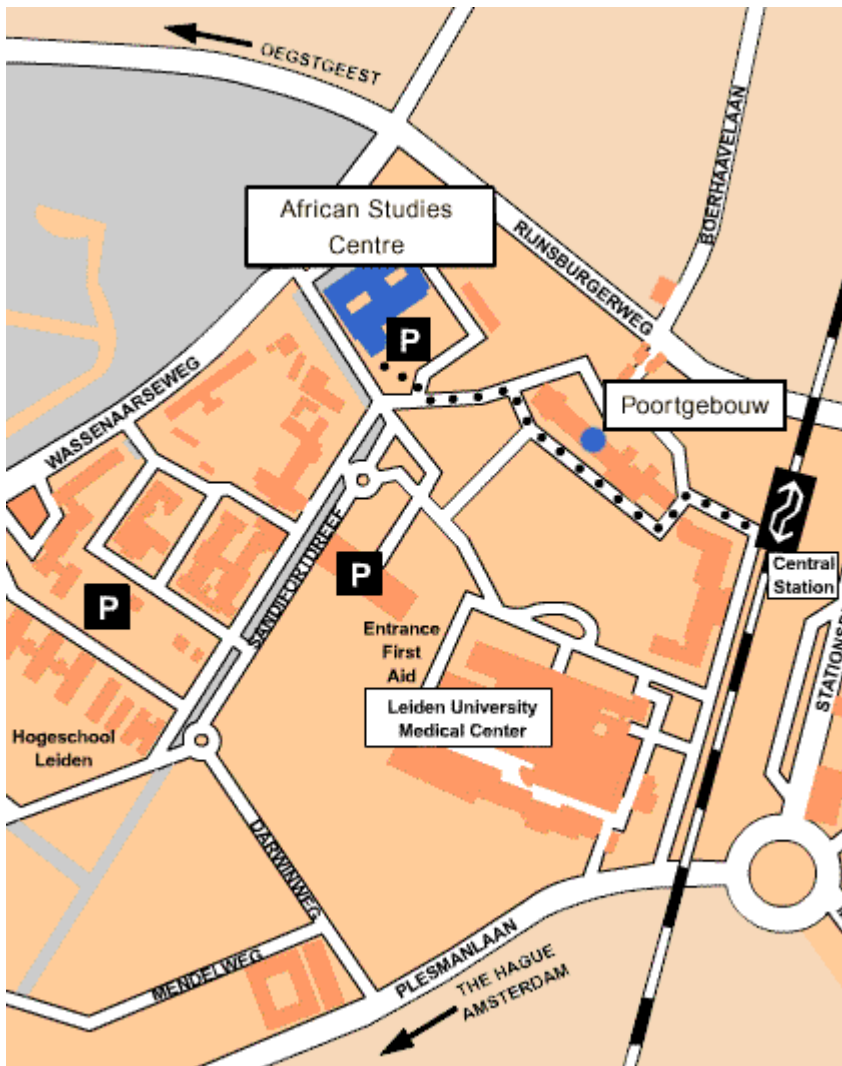 OEGSTGEEST
African Studies
Centre
RIJNSBURGERWEG
BOERHAAVELAAN
P
WASSENAARSEWEG
Poortgebouw
SANDIFORTDREEF
P
P
Central
Station
Entrance
First
Aid
Leiden University
Medical Center
Hogeschool
Leiden
DARWINWEG
MENDELWEG
PLESMANLAAN
THE HAGUE
AMSTERDAM